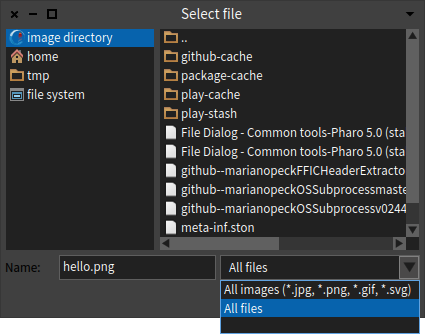 Select file
image directory
home
tmp
file system
..
github-cache
package-cache
play-cache
play-stash
File Dialog - Common tools-Pharo 5.0 (sta
File Dialog - Common tools-Pharo 5.0 (sta
github--marianopeckFFICHeaderExtracto
github--marianopeckOSSubprocessmaste
github--marianopeckOSSubprocessv0244
meta-inf.ston
Name:
hello.png
All files
All images (*.jpg, *.png, *.gif, *.svg)
All files